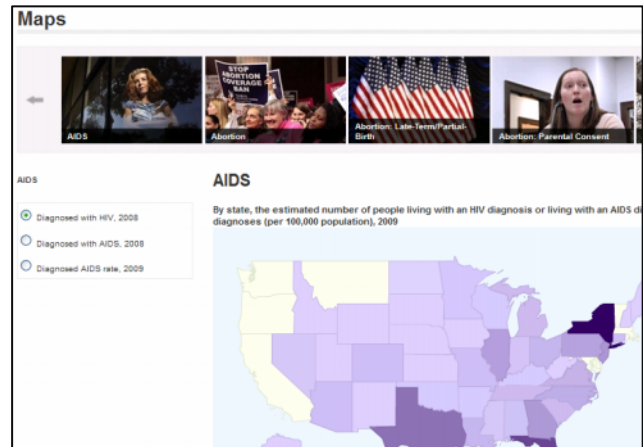 Maps
STOP
ABORTION
COVERAGE
BAN
AIDS
Abortion
Abortion: Late-Term/Partial-
Birth
Abortion: Parental Consent
AIDS
AIDS
Diagnosed with HIV, 2008
Diagnosed with AIDS, 2008
Diagnosed AIDS rate, 2009
By state, the estimated number of people living with an HIV diagnosis or living with an AIDS di
diagnoses (per 100,000 population), 2009